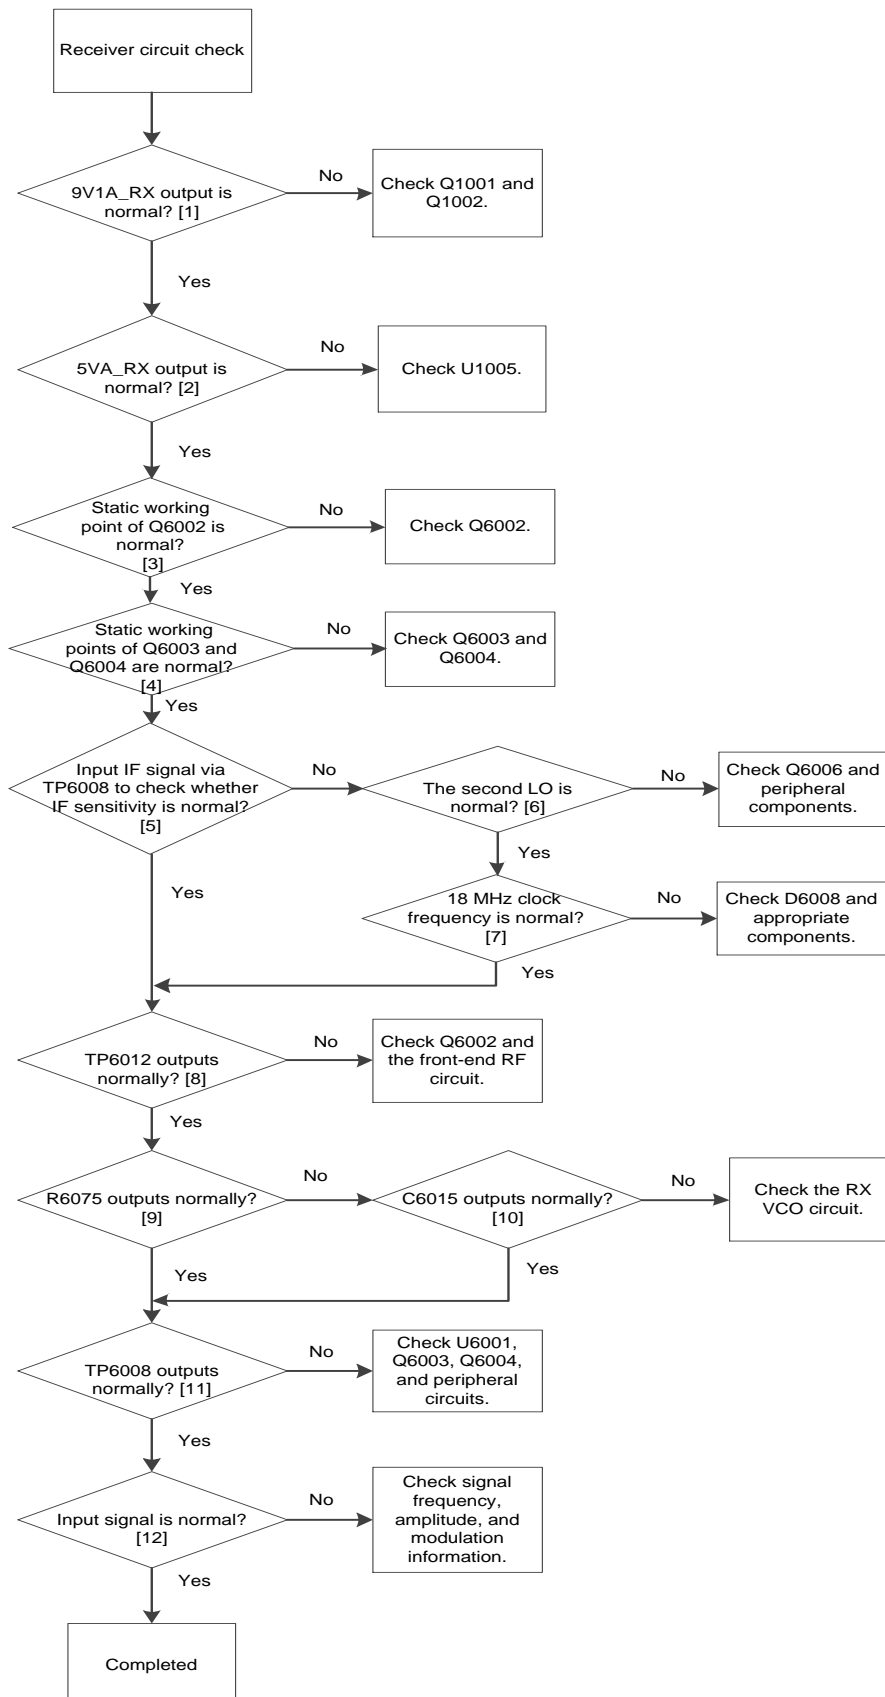 Receiver circuit check
9V1A_RX output is
normal? [1]
No
Check Q1001 and
Q1002.
Yes
5VA_RX output is
normal? [2]
No
Check U1005.
Yes
Static working
point of Q6002 is
normal?
[3]
No
Check Q6002.
Yes
Static working
points of Q6003 and
Q6004 are normal?
[4]
No
Check Q6003 and
Q6004.
Yes
Input IF signal via
TP6008 to check whether
IF sensitivity is normal?
[5]
No
The second LO is
normal? [6]
No
Check Q6006 and
peripheral
components.
Yes
Yes
18 MHz clock
frequency is normal?
[7]
No
Check D6008 and
appropriate
components.
Yes
TP6012 outputs
normally? [8]
No
Check Q6002 and
the front-end RF
circuit.
Yes
R6075 outputs normally?
[9]
No
C6015 outputs normally?
[10]
No
Check the RX
VCO circuit.
Yes
Yes
TP6008 outputs
normally? [11]
No
Check U6001,
Q6003, Q6004,
and peripheral
circuits.
Yes
Input signal is normal?
[12]
No
Check signal
frequency,
amplitude, and
modulation
information.
Yes
Completed